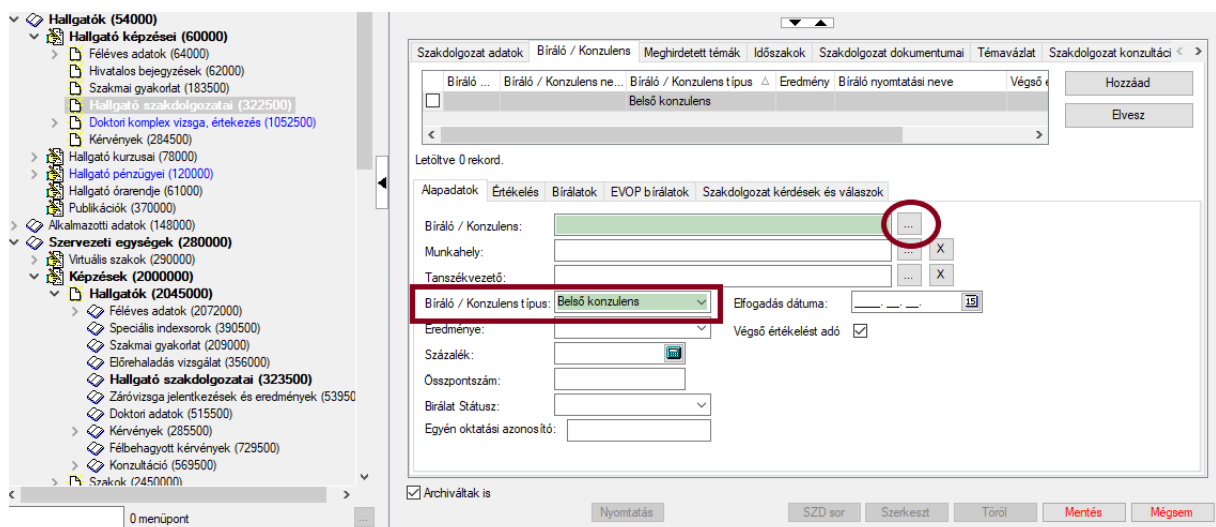 Hallgatók (54000)
Hallgató képzései (60000)
Féléves adatok (64000)
Hivatalos bejegyzések (62000)
Szakmai gyakorlat (183500)
Hallgató szakdolgozatai (322500)
Doktori komplex vizsga, értekezés (1052500)
Kérvények (284500)
Hallgató kurzusai (78000)
Hallgató pénzügyei (120000)
Hallgató órarendje (61000)
Publikációk (370000)
Alkalmazotti adatok (148000)
Szervezeti egységek (280000)
Virtuális szakok (290000)
Képzések (2000000)
Hallgatók (2045000)
Féléves adatok (2072000)
Speciális indexsorok (390500)
Szakmai gyakorlat (209000)
Előrehaladás vizsgálat (356000)
Hallgató szakdolgozatai (323500)
Záróvizsga jelentkezések és eredmények (53950
Doktori adatok (515500)
Kérvények (285500)
Félbehagyott kérvények (729500)
Konzultáció (569500)
Szakok (2450000)
0 menüpont ...
Szakdolgozat adatok Bíráló / Konzulens Meghirdetett témák Időszakok Szakdolgozat dokumentumai Témavázlat Szakdolgozat konzultáci
Bíráló ... Bíráló / Konzulens ne... Bíráló / Konzulens típus Eredmény Bíráló nyomtatási neve Végső é
Belső konzulens
Hozzáad
Elvesz
Letöltve 0 rekord.
Alapadatok Értékelés Bírálatok EVOP bírálatok Szakdolgozat kérdések és válaszok
Bíráló / Konzulens: ...
Munkahely: ... X
Tanszékvezető: ... X
Bíráló / Konzulens típus: Belső konzulens Elfogadás dátuma: ____. __. __. 15
Eredménye: Végső értékelést adó
Százalék:
Összpontszám:
Bírálat Státusz:
Egyén oktatási azonosító:
Archiváltak is
Nyomtatás SZD sor Szerkeszt Töröl Mentés Mégsem